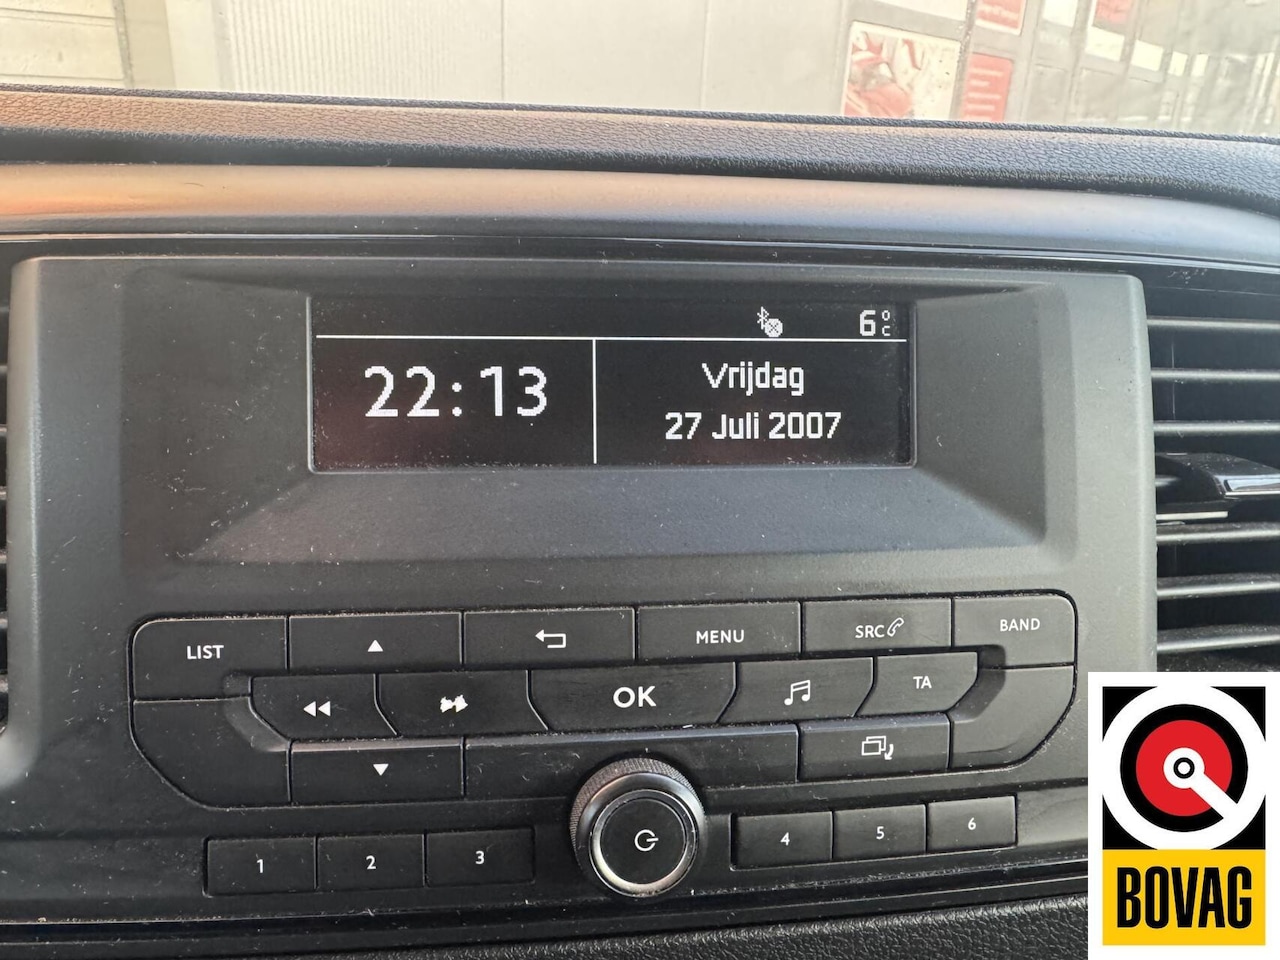 6°C
22:13
Vrijdag
27 Juli 2007
LIST
MENU
SRC
BAND
OK
TA
1
2
3
4
5
6
BOVAG